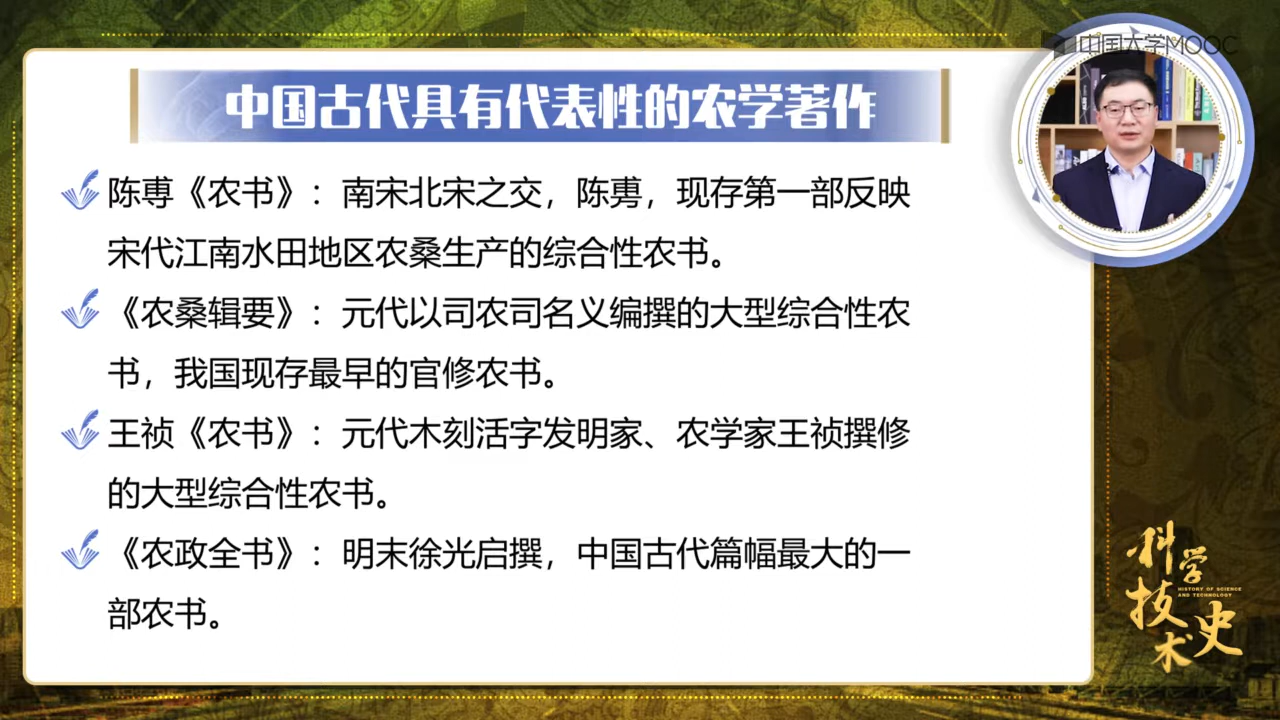 中国大学MOOC
中国古代具有代表性的农学著作
陈旉《农书》：南宋北宋之交，陈旉，现存第一部反映
宋代江南水田地区农桑生产的综合性农书。
《农桑辑要》：元代以司农司名义编撰的大型综合性农
书，我国现存最早的官修农书。
王祯《农书》：元代木刻活字发明家、农学家王祯撰修
的大型综合性农书。
《农政全书》：明末徐光启撰，中国古代篇幅最大的一
部农书。
科学
技术史
HISTORY OF SCIENCE
AND TECHNOLOGY